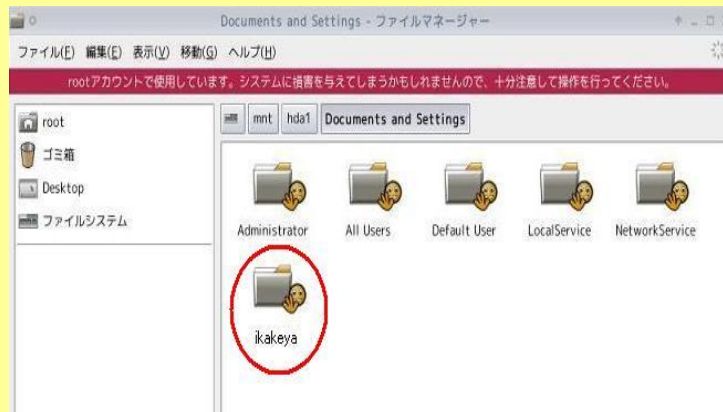 Documents and Settings - ファイルマネージャー
ファイル(F) 編集(E) 表示(V) 移動(G) ヘルプ(H)
rootアカウントで使用しています。システムに損害を与えてしまうかもしれませんので、十分注意して操作を行ってください。
root
ゴミ箱
Desktop
ファイルシステム
mnt hda1 Documents and Settings
Administrator All Users Default User LocalService NetworkService
ikakeya